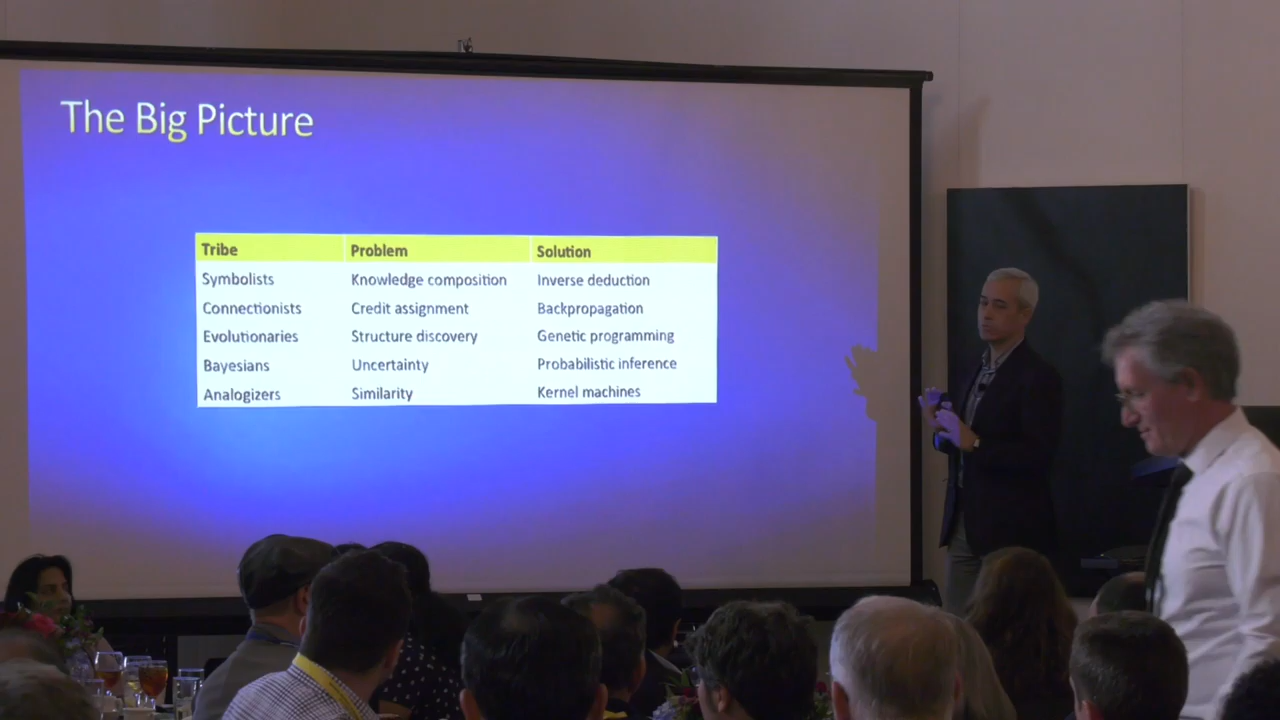 The Big Picture
Tribe Problem Solution
Symbolists Knowledge composition Inverse deduction
Connectionists Credit assignment Backpropagation
Evolutionaries Structure discovery Genetic programming
Bayesians Uncertainty Probabilistic inference
Analogizers Similarity Kernel machines